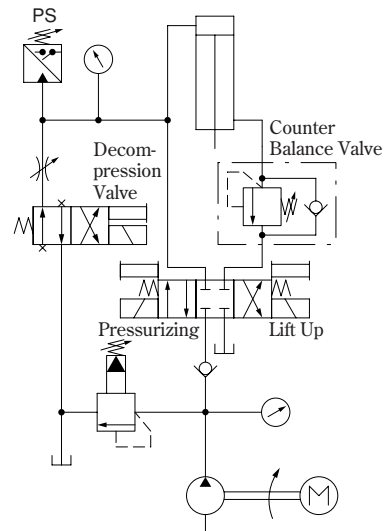 PS
Counter
Balance Valve
Decom-
pression
Valve
Pressurizing
Lift Up
M